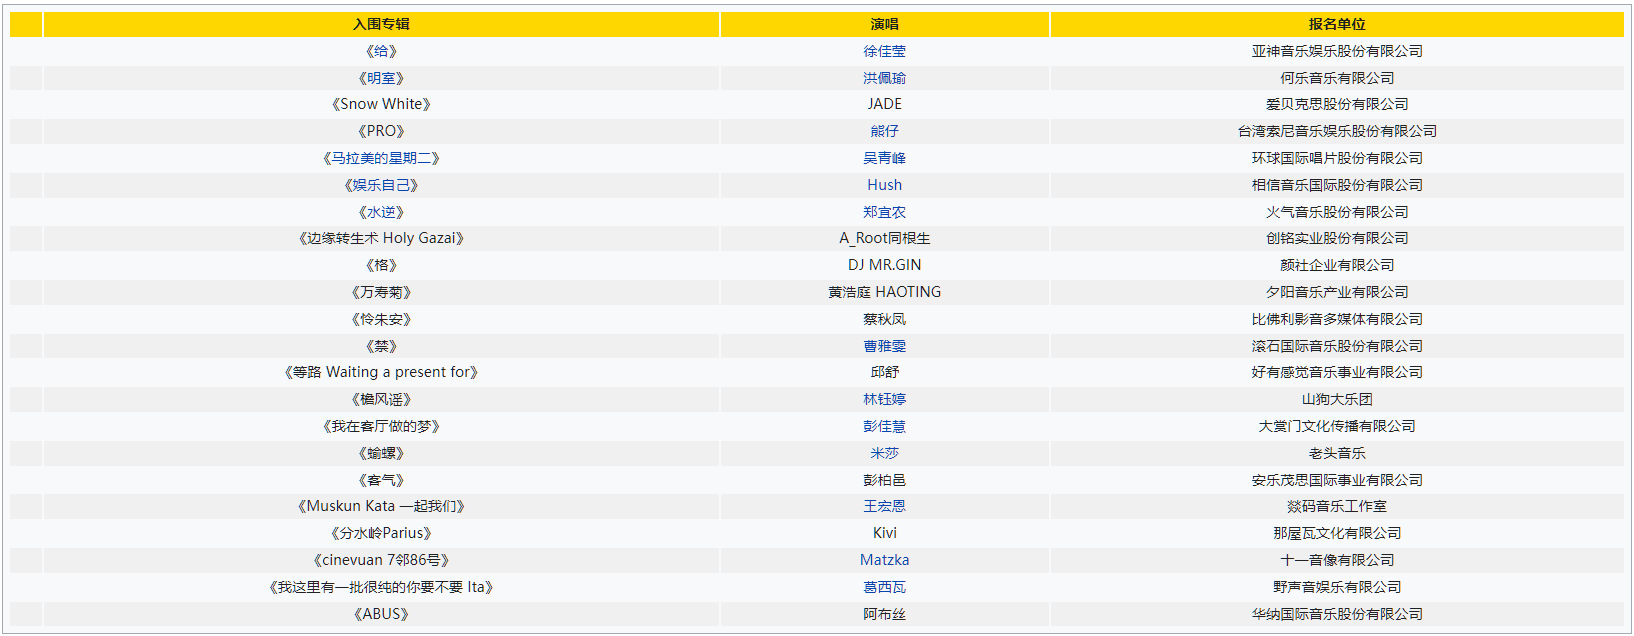 入围专辑 演唱 报名单位
《给》 徐佳莹 亚神音乐娱乐股份有限公司
《明室》 洪佩瑜 何乐音乐有限公司
《Snow White》 JADE 爱贝克思股份有限公司
《PRO》 熊仔 台湾索尼音乐娱乐股份有限公司
《马拉美的星期二》 吴青峰 环球国际唱片股份有限公司
《娱乐自己》 Hush 相信音乐国际股份有限公司
《水逆》 郑宜农 火气音乐股份有限公司
《边缘转生术 Holy Gazai》 A_Root同根生 创铭实业股份有限公司
《格》 DJ MR.GIN 颜社企业有限公司
《万寿菊》 黄浩庭 HAOTING 夕阳音乐产业有限公司
《伶朱安》 蔡秋凤 比佛利影音多媒体有限公司
《禁》 曹雅雯 滚石国际音乐股份有限公司
《等路 Waiting a present for》 邱舒 好有感觉音乐事业有限公司
《檐风谣》 林钰婷 山狗大乐团
《我在客厅做的梦》 彭佳慧 大赏门文化传播有限公司
《蝓螺》 米莎 老头音乐
《客气》 彭柏邑 安乐茂思国际事业有限公司
《Muskun Kata 一起我们》 王宏恩 燚码音乐工作室
《分水岭Parius》 Kivi 那屋瓦文化有限公司
《cinevuan 7邻86号》 Matzka 十一音像有限公司
《我这里有一批很纯的你要不要 Ita》 葛西瓦 野声音娱乐有限公司
《ABUS》 阿布丝 华纳国际音乐股份有限公司